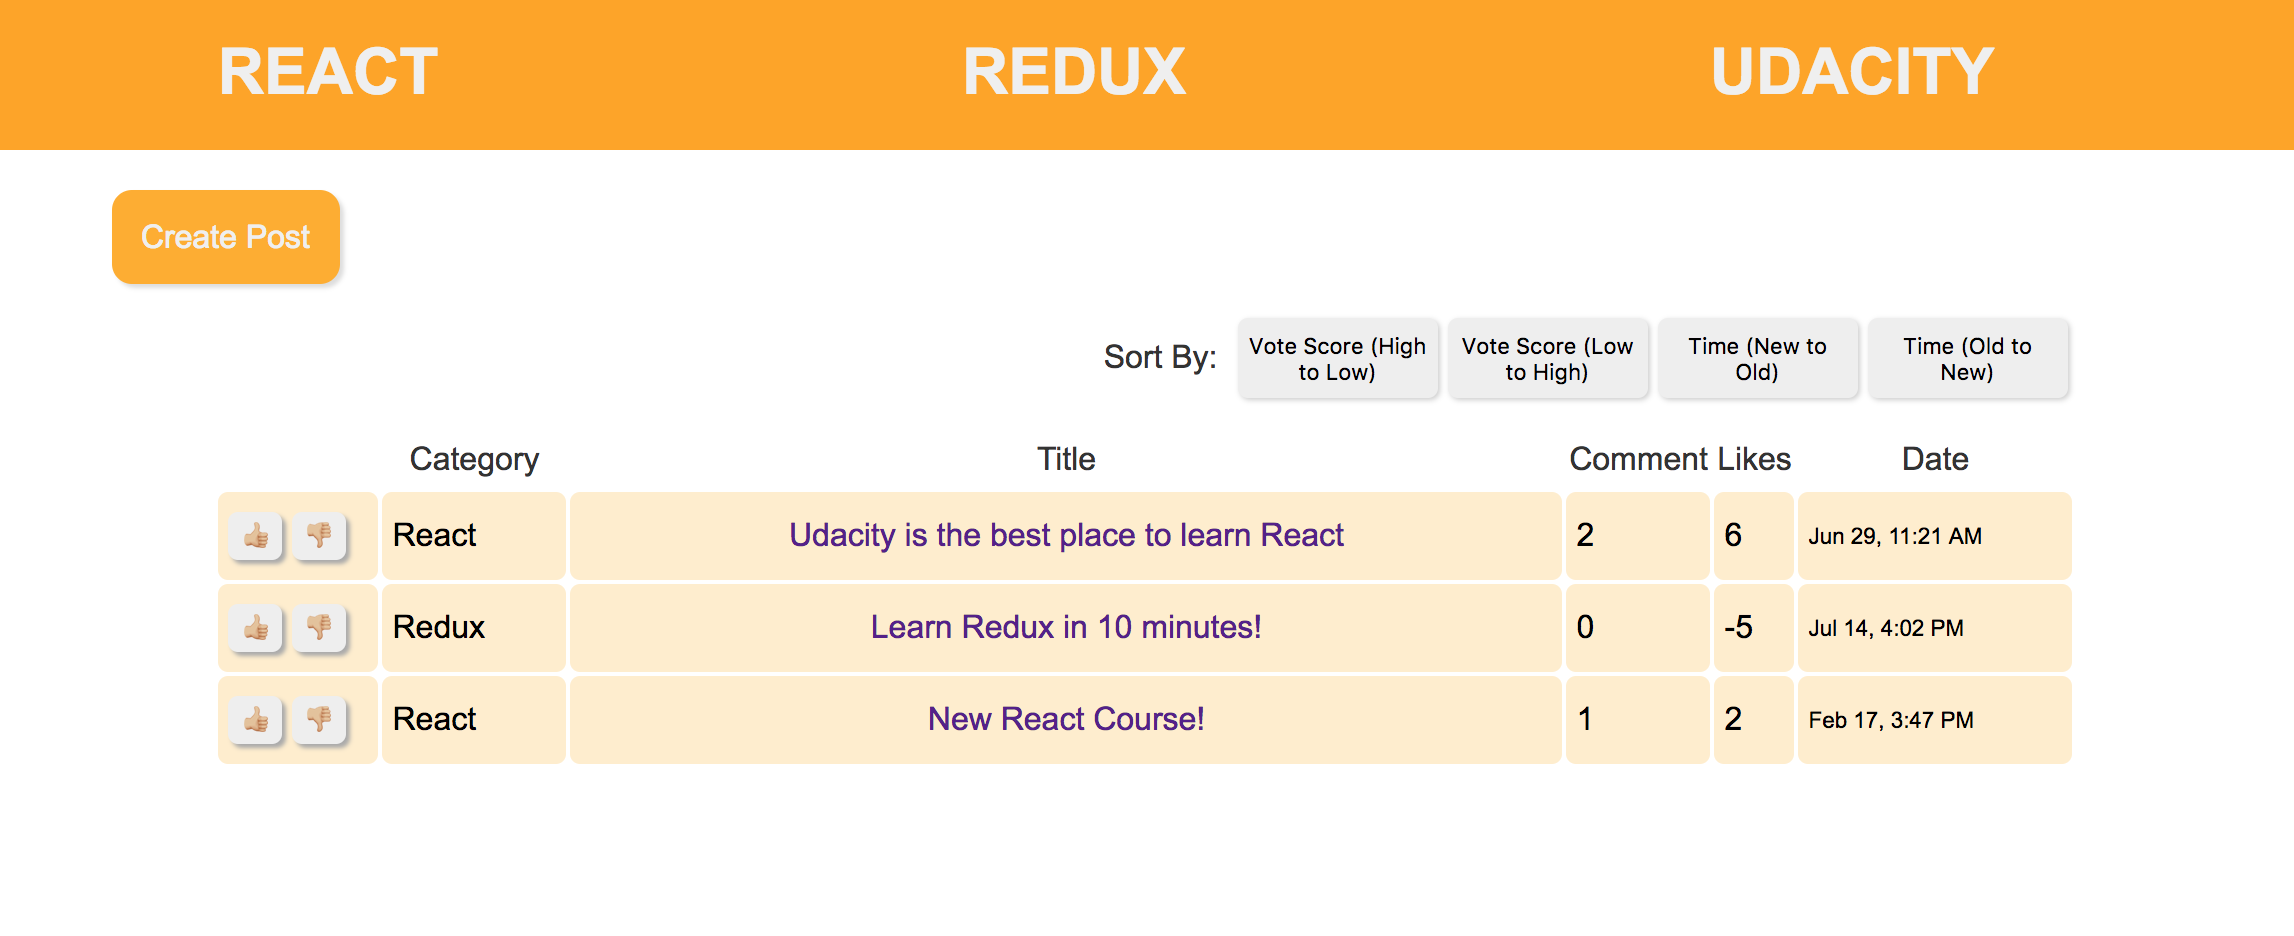 REACT REDUX UDACITY
Create Post
Sort By: Vote Score (High to Low) Vote Score (Low to High) Time (New to Old) Time (Old to New)
Category Title Comment Likes Date
React Udacity is the best place to learn React 2 6 Jun 29, 11:21 AM
Redux Learn Redux in 10 minutes! 0 -5 Jul 14, 4:02 PM
React New React Course! 1 2 Feb 17, 3:47 PM